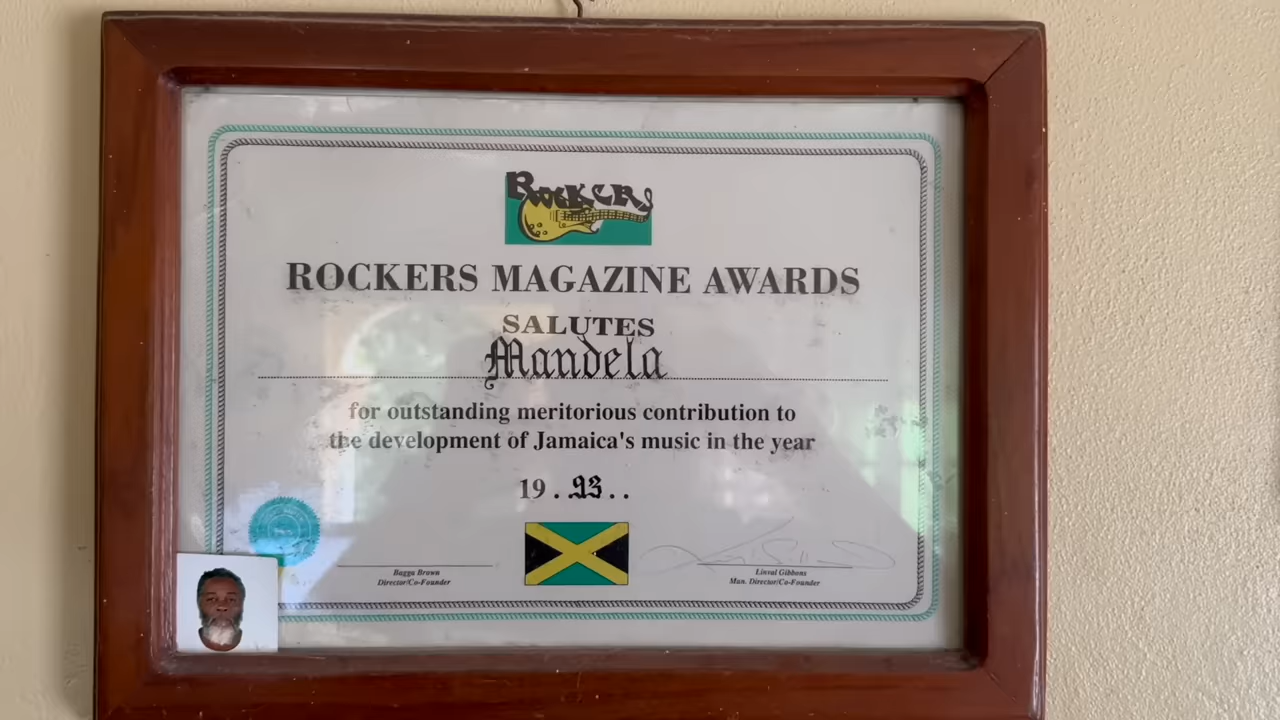 ROCKERS
ROCKERS MAGAZINE AWARDS
SALUTES
Mandela
for outstanding meritorious contribution to
the development of Jamaica's music in the year
19 . 93 . .
Bagga Brown
Director/Co-Founder
Linval Gibbons
Man. Director/Co-Founder